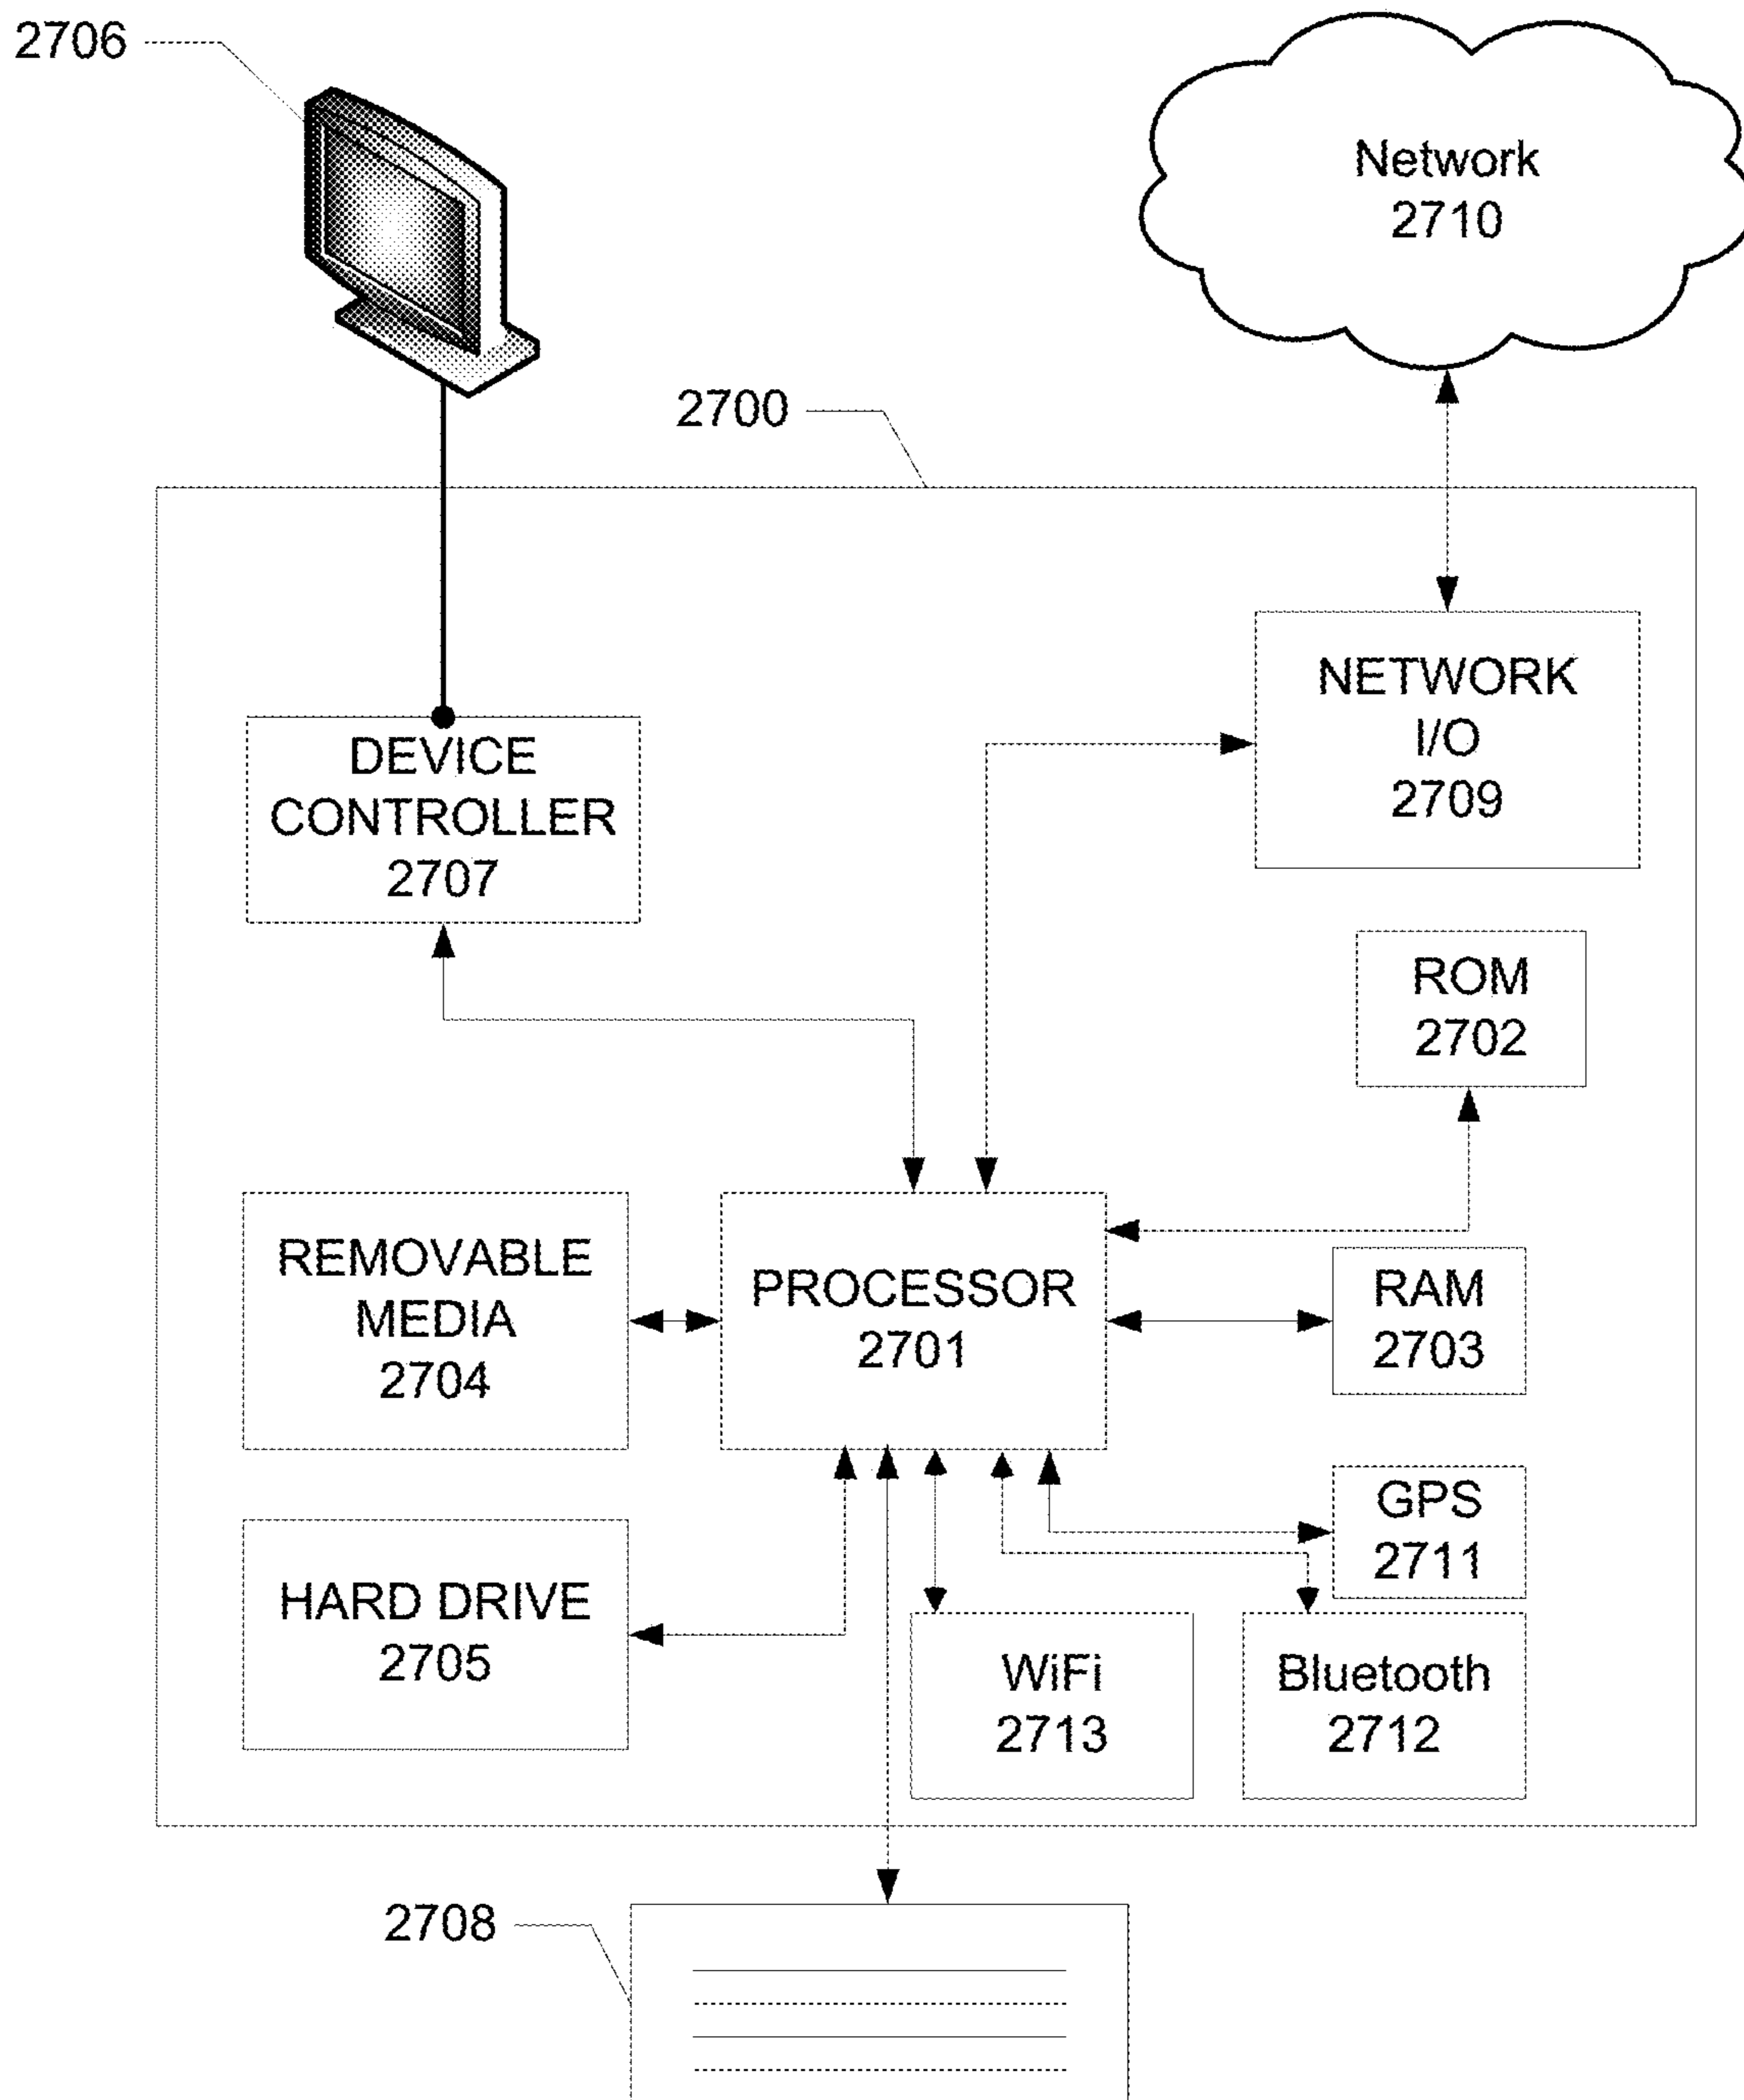 2706
Network
2710
2700
NETWORK
I/O
2709
DEVICE
CONTROLLER
2707
ROM
2702
REMOVABLE
MEDIA
2704
PROCESSOR
2701
RAM
2703
GPS
2711
HARD DRIVE
2705
WiFi
2713
Bluetooth
2712
2708